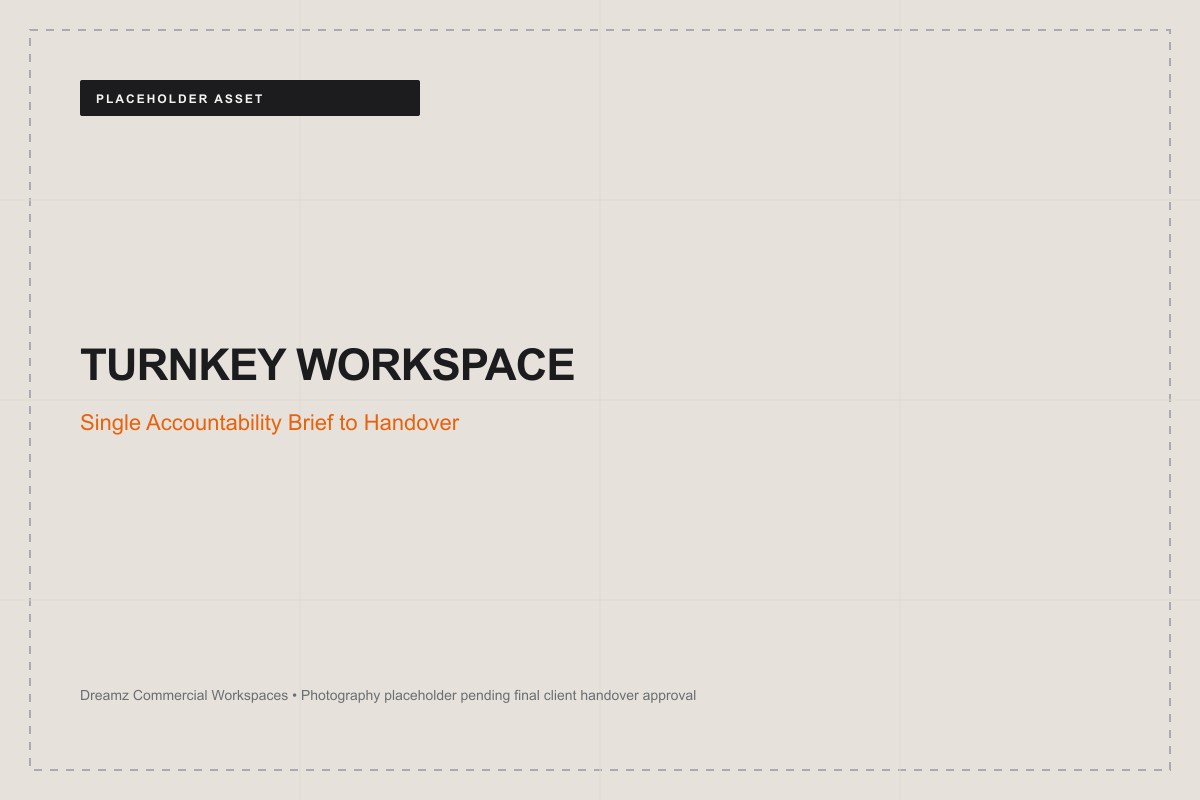 PLACEHOLDER ASSET
TURNKEY WORKSPACE
Single Accountability Brief to Handover
Dreamz Commercial Workspaces • Photography placeholder pending final client handover approval